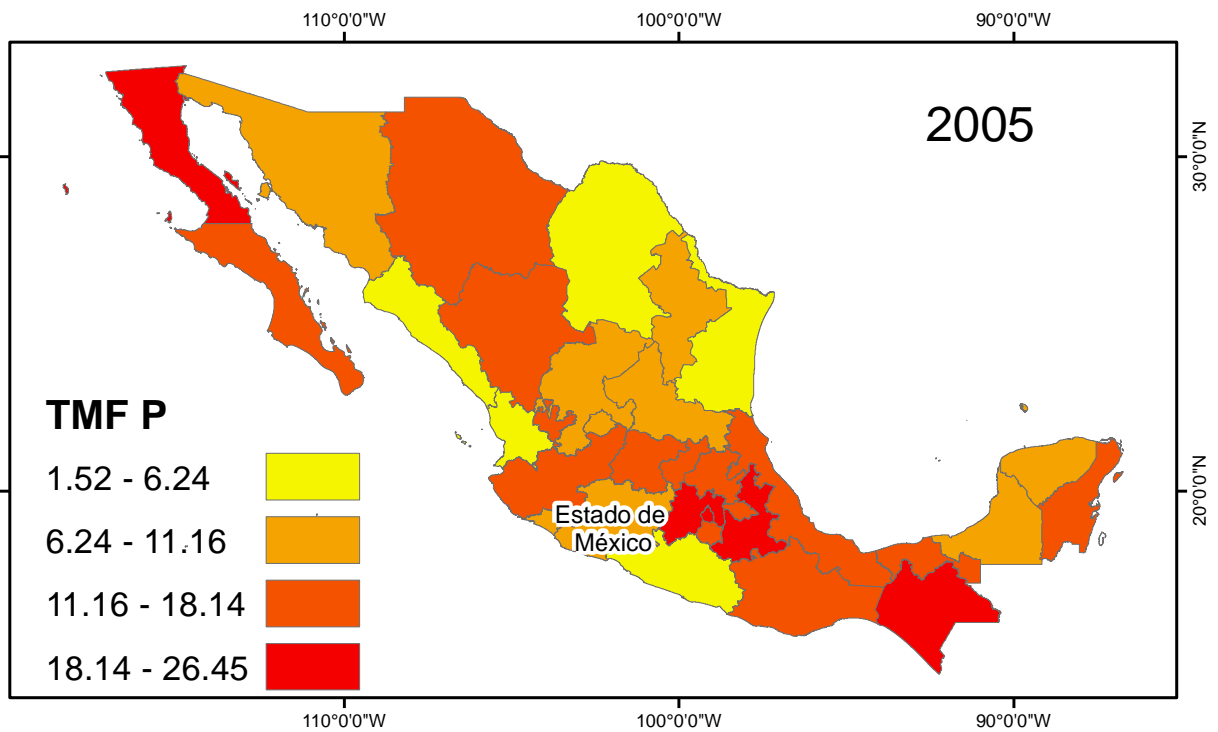 110°0'0"W 100°0'0"W 90°0'0"W
2005
30°0'0"N
TMF P
1.52 - 6.24
20°0'0"N
Estado de
México
6.24 - 11.16
11.16 - 18.14
18.14 - 26.45
110°0'0"W 100°0'0"W 90°0'0"W